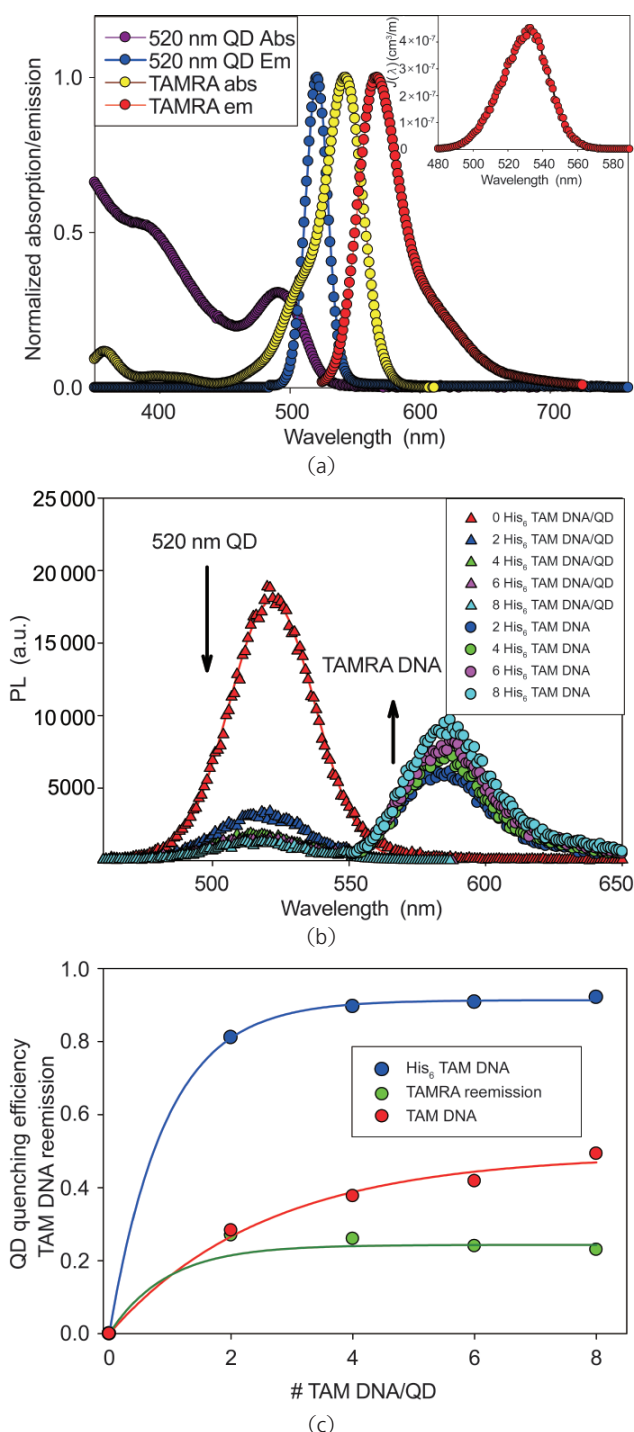 520 nm QD Abs
520 nm QD Em
TAMRA abs
TAMRA em
Normalized absorption/emission
1.0
0.5
0.0
400
500
600
700
Wavelength (nm)
J(λ)(cm³/m)
4×10⁻⁷
3×10⁻⁷
2×10⁻⁷
1×10⁻⁷
0
480
500
520
540
560
580
Wavelength (nm)
(a)
25 000
20 000
15 000
10 000
5000
PL (a.u.)
520 nm QD
TAMRA DNA
0 His₆ TAM DNA/QD
2 His₆ TAM DNA/QD
4 His₆ TAM DNA/QD
6 His₆ TAM DNA/QD
8 His₆ TAM DNA/QD
2 His₆ TAM DNA
4 His₆ TAM DNA
6 His₆ TAM DNA
8 His₆ TAM DNA
500
550
600
650
Wavelength (nm)
(b)
QD quenching efficiency
TAM DNA reemission
1.0
0.8
0.6
0.4
0.2
0.0
His₆ TAM DNA
TAMRA reemission
TAM DNA
0
2
4
6
8
# TAM DNA/QD
(c)